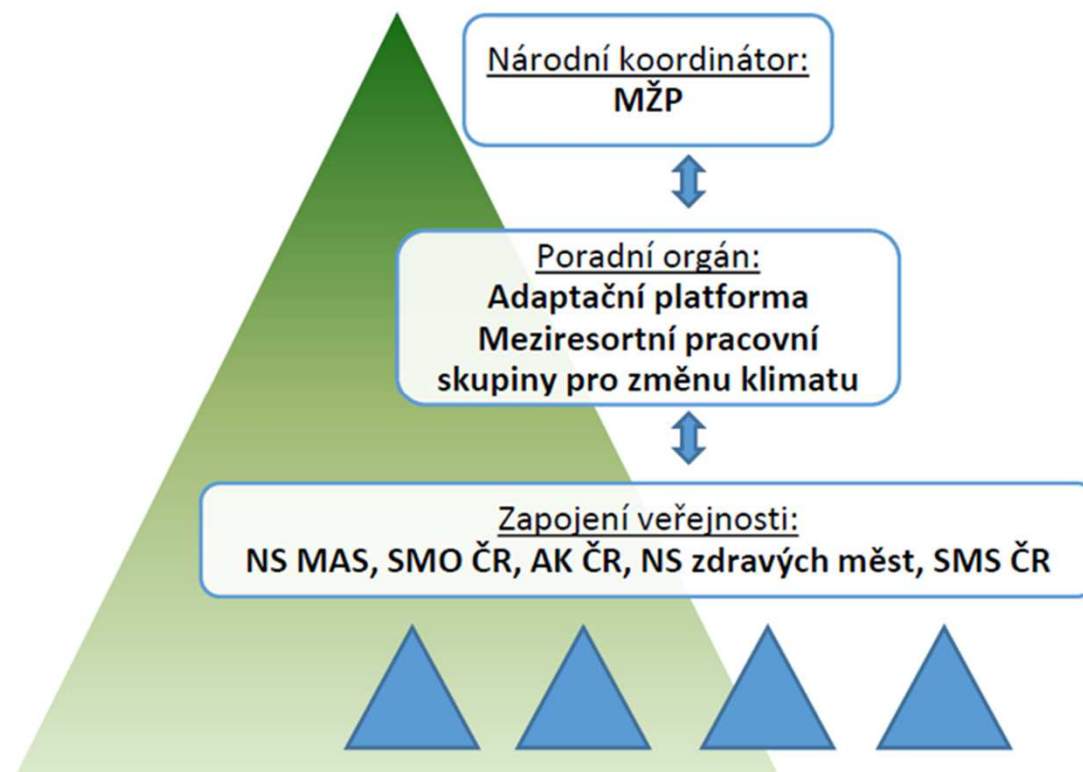 Národní koordinátor:
MŽP
Poradní orgán:
Adaptační platforma
Meziresortní pracovní
skupiny pro změnu klimatu
Zapojení veřejnosti:
NS MAS, SMO ČR, AK ČR, NS zdravých měst, SMS ČR